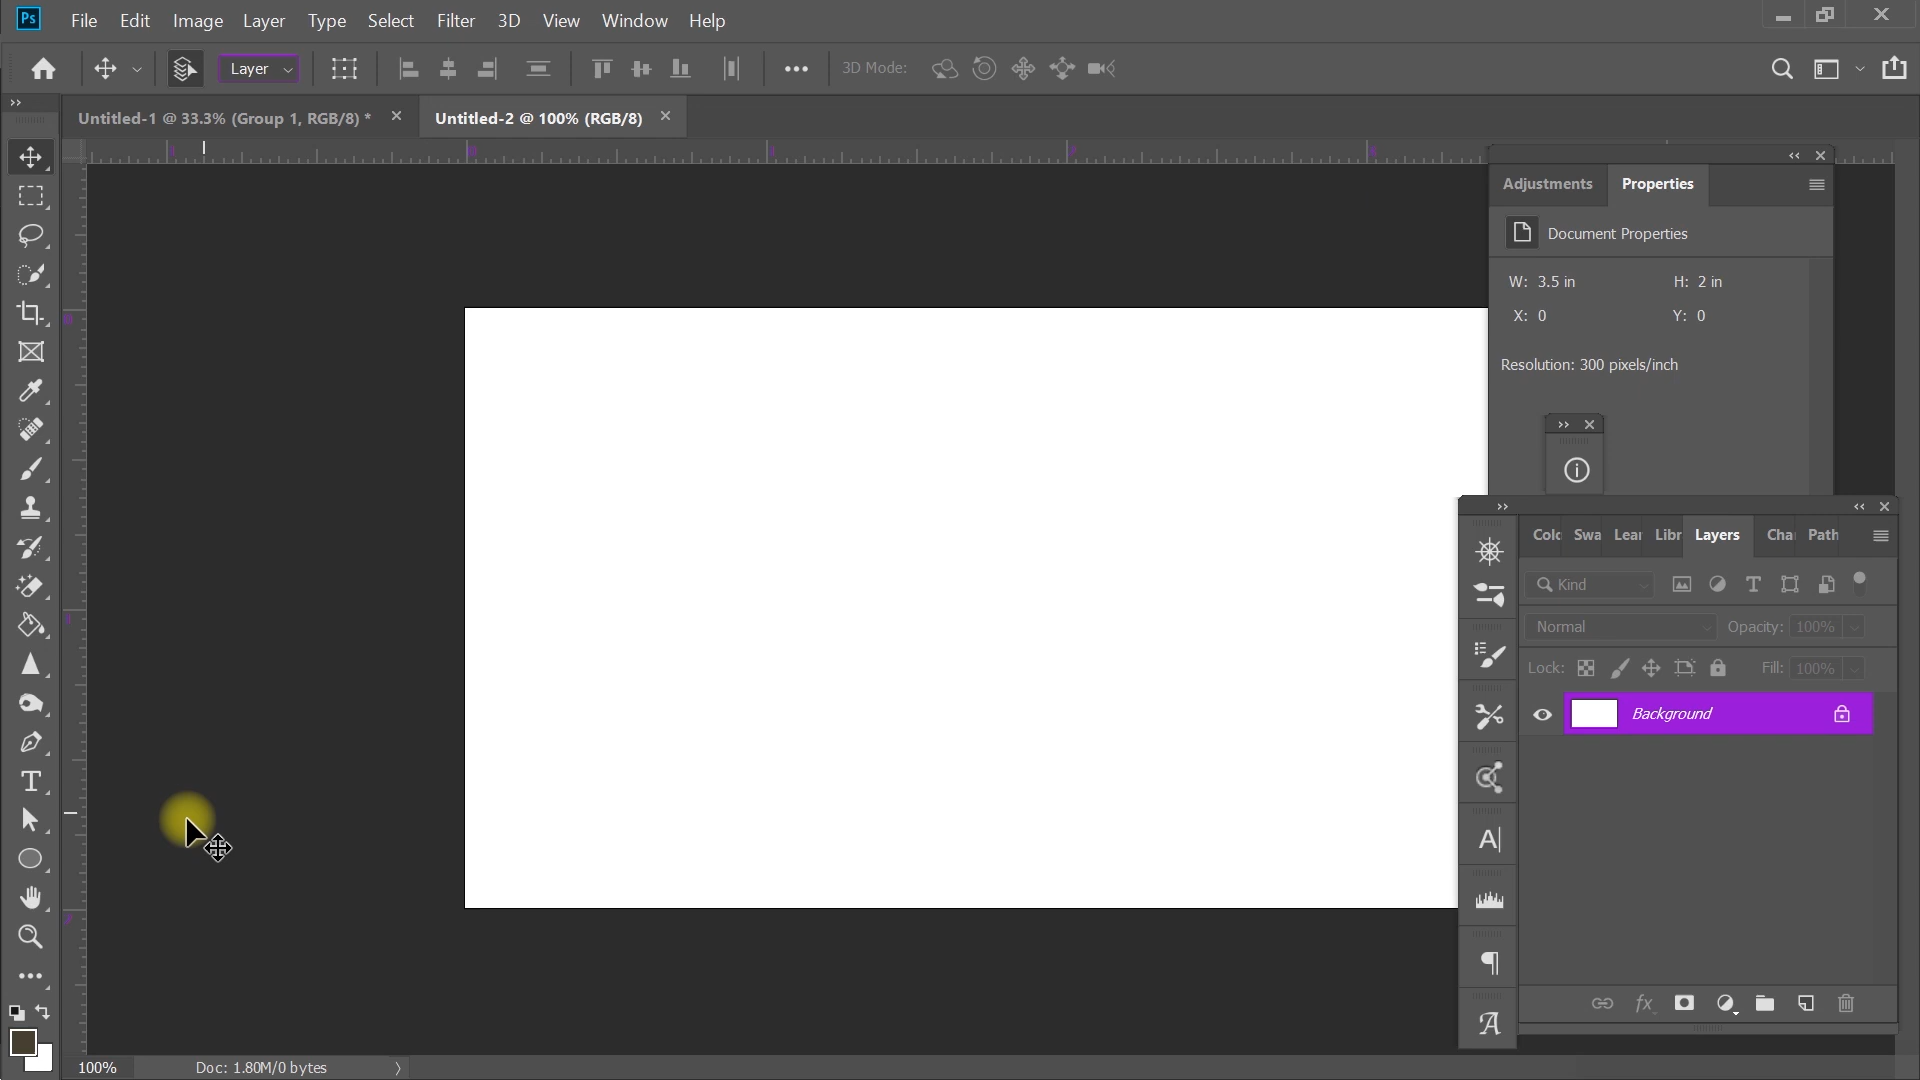 Ps File Edit Image Layer Type Select Filter 3D View Window Help
Layer 3D Mode:
Untitled-1 @ 33.3% (Group 1, RGB/8) * Untitled-2 @ 100% (RGB/8)
Adjustments Properties
Document Properties
W: 3.5 in H: 2 in
X: 0 Y: 0
Resolution: 300 pixels/inch
Colc Swa Lear Libr Layers Cha Path
Kind
Normal Opacity: 100%
Lock: Fill: 100%
Background
100% Doc: 1.80M/0 bytes